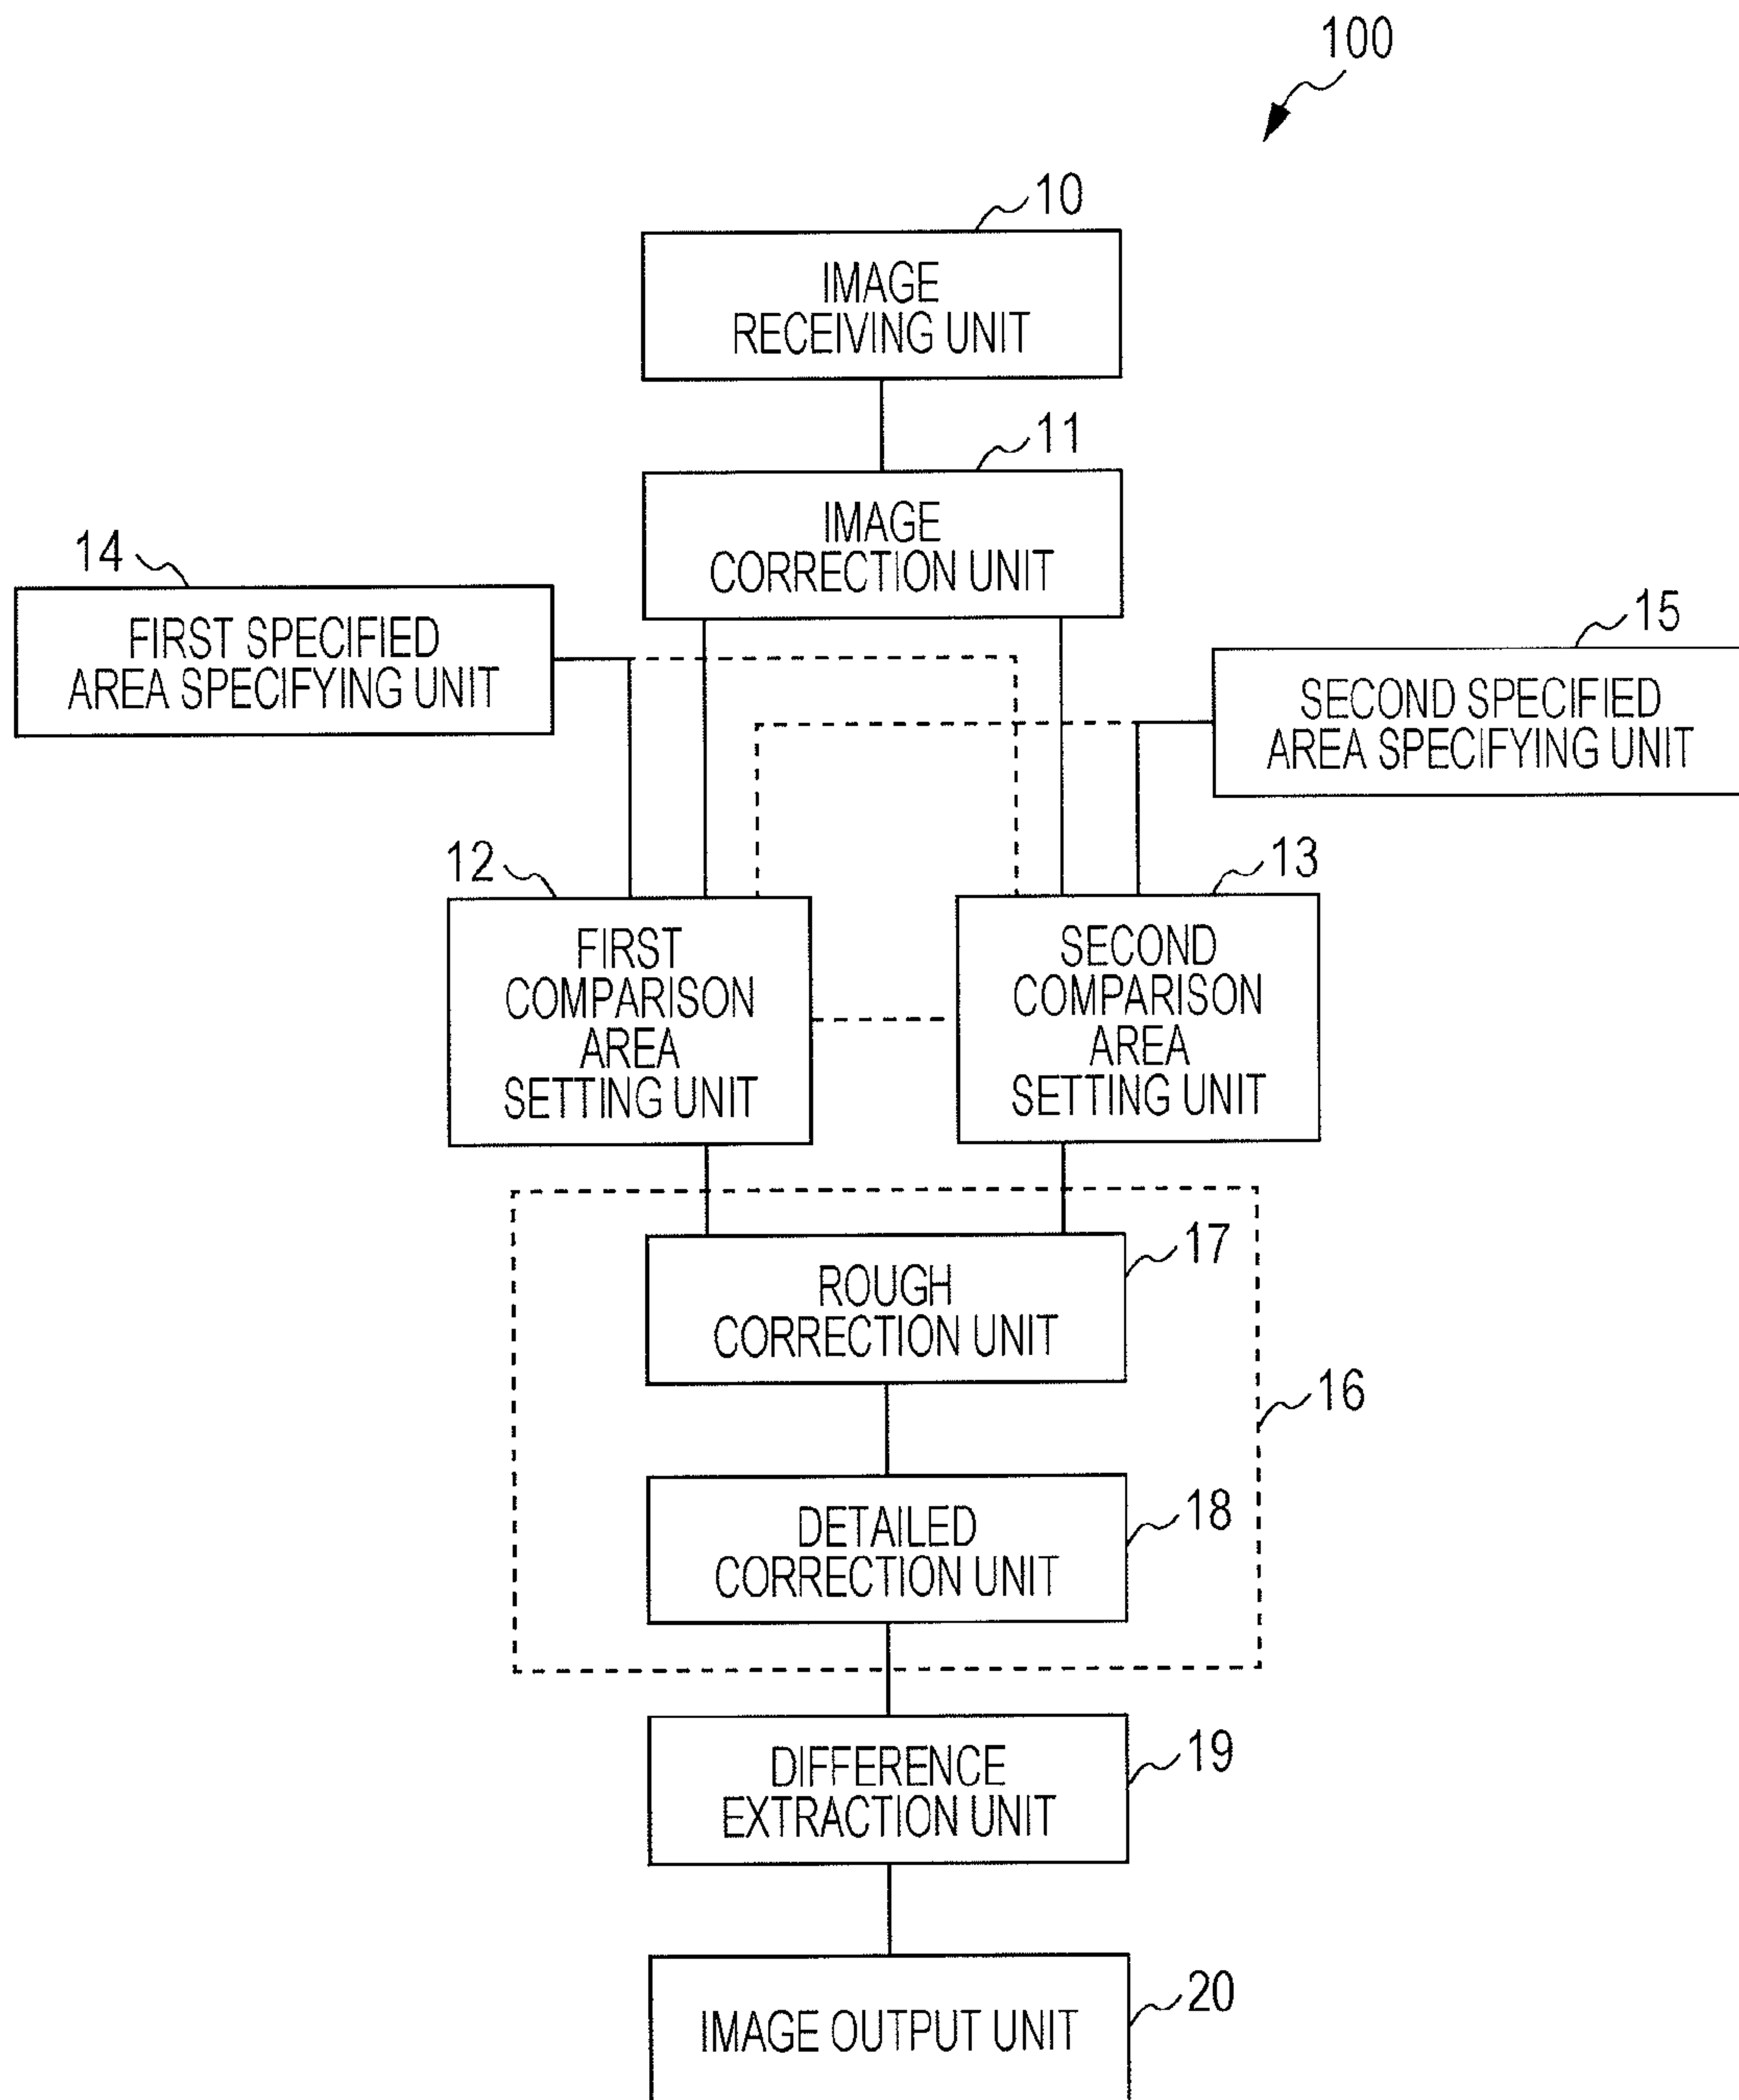 100
10
IMAGE
RECEIVING UNIT
11
IMAGE
CORRECTION UNIT
14
FIRST SPECIFIED
AREA SPECIFYING UNIT
15
SECOND SPECIFIED
AREA SPECIFYING UNIT
12
FIRST
COMPARISON
AREA
SETTING UNIT
13
SECOND
COMPARISON
AREA
SETTING UNIT
17
ROUGH
CORRECTION UNIT
16
18
DETAILED
CORRECTION UNIT
19
DIFFERENCE
EXTRACTION UNIT
20
IMAGE OUTPUT UNIT